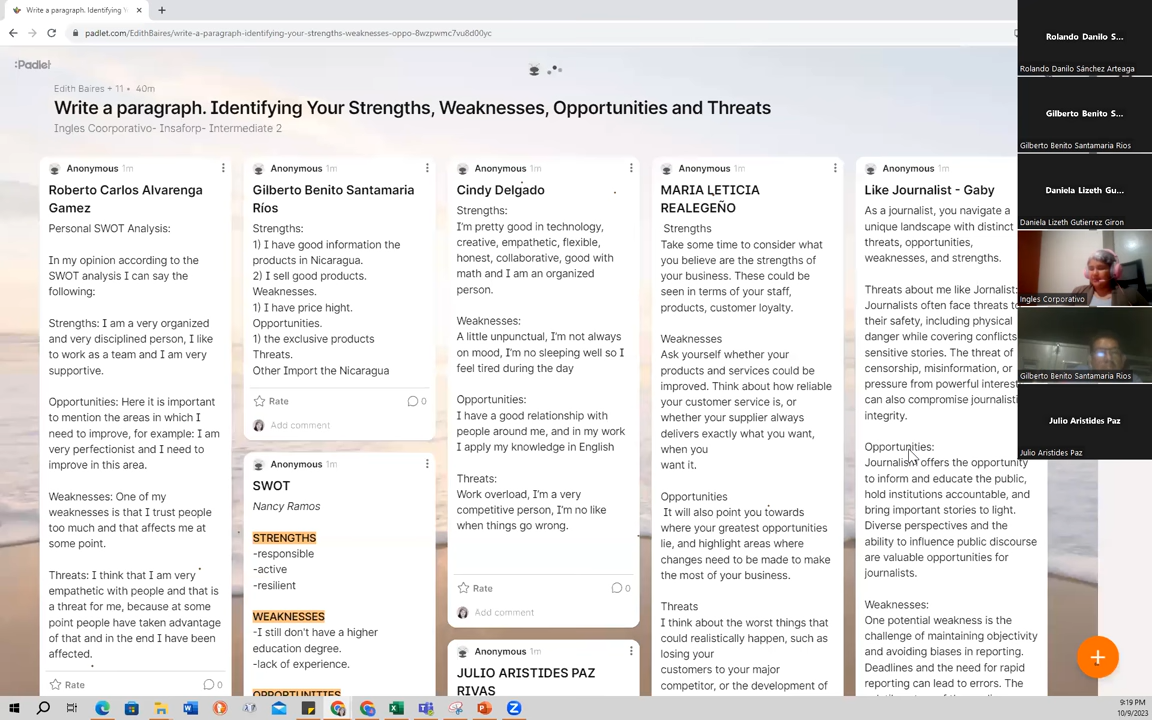 Write a paragraph. Identifying Y
padlet.com/EdithBaires/write-a-paragraph-identifying-your-strengths-weaknesses-oppo-8wzpwmc7vu8d00yc
:Padlet
Edith Baires + 11 • 40m
Write a paragraph. Identifying Your Strengths, Weaknesses, Opportunities and Threats
Ingles Coorporativo- Insaforp- Intermediate 2
Anonymous 1m
Roberto Carlos Alvarenga
Gamez
Personal SWOT Analysis:
In my opinion according to the
SWOT analysis I can say the
following:
Strengths: I am a very organized
and very disciplined person, I like
to work as a team and I am very
supportive.
Opportunities: Here it is important
to mention the areas in which I
need to improve, for example: I am
very perfectionist and I need to
improve in this area.
Weaknesses: One of my
weaknesses is that I trust people
too much and that affects me at
some point.
Threats: I think that I am very
empathetic with people and that is
a threat for me, because at some
point people have taken advantage
of that and in the end I have been
affected.
Rate 0
Anonymous 1m
Gilberto Benito Santamaria
Ríos
Strengths:
1) I have good information the
products in Nicaragua.
2) I sell good products.
Weaknesses.
1) I have price hight.
Opportunities.
1) the exclusive products
Threats.
Other Import the Nicaragua
Rate 0
Add comment
Anonymous 1m
SWOT
Nancy Ramos
STRENGTHS
-responsible
-active
-resilient
WEAKNESSES
-I still don't have a higher
education degree.
-lack of experience.
OPPORTUNITIES
Anonymous 1m
Cindy Delgado
Strengths:
I'm pretty good in technology,
creative, empathetic, flexible,
honest, collaborative, good with
math and I am an organized
person.
Weaknesses:
A little unpunctual, I'm not always
on mood, I'm no sleeping well so I
feel tired during the day
Opportunities:
I have a good relationship with
people around me, and in my work
I apply my knowledge in English
Threats:
Work overload, I'm a very
competitive person, I'm no like
when things go wrong.
Rate 0
Add comment
Anonymous 1m
JULIO ARISTIDES PAZ
RIVAS
Anonymous 1m
MARIA LETICIA
REALEGEÑO
Strengths
Take some time to consider what
you believe are the strengths of
your business. These could be
seen in terms of your staff,
products, customer loyalty.
Weaknesses
Ask yourself whether your
products and services could be
improved. Think about how reliable
your customer service is, or
whether your supplier always
delivers exactly what you want,
when you
want it.
Opportunities
It will also point you towards
where your greatest opportunities
lie, and highlight areas where
changes need to be made to make
the most of your business.
Threats
I think about the worst things that
could realistically happen, such as
losing your
customers to your major
competitor, or the development of
Anonymous 1m
Like Journalist - Gaby
As a journalist, you navigate a
unique landscape with distinct
threats, opportunities,
weaknesses, and strengths.
Threats about me like Jornalist:
Journalists often face threats to
their safety, including physical
danger while covering conflicts
sensitive stories. The threat of
censorship, misinformation, or
pressure from powerful interest
can also compromise journalisti
integrity.
Opportunities:
Journalism offers the opportunity
to inform and educate the public,
hold institutions accountable, and
bring important stories to light.
Diverse perspectives and the
ability to influence public discourse
are valuable opportunities for
journalists.
Weaknesses:
One potential weakness is the
challenge of maintaining objectivity
and avoiding biases in reporting.
Deadlines and the need for rapid
reporting can lead to errors. The
Rolando Danilo S...
Rolando Danilo Sánchez Arteaga
Gilberto Benito S...
Gilberto Benito Santamaria Rios
Daniela Lizeth Gu...
Daniela Lizeth Gutierrez Giron
Ingles Corporativo
Gilberto Benito Santamaria Rios
Julio Aristides Paz
Julio Aristides Paz
9:19 PM
10/9/2023